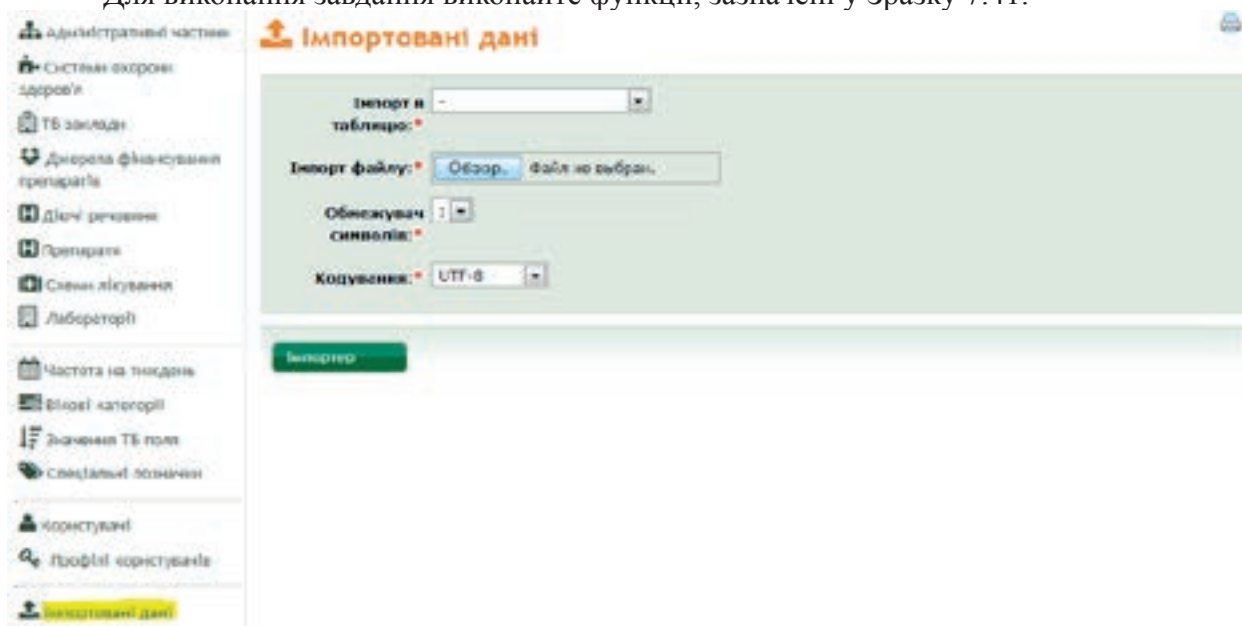 Для виконання завдання виконайте функції, зазначені у Зразку 7.41.
Адміністративні частини
Системи охорони
здоров'я
ТБ заклади
Джерела фінансування
препаратів
Діючі речовини
Препарати
Схеми лікування
Лабораторії
Частота на тиждень
Вікові категорії
Значення ТБ поля
Спеціальні позначки
Користувачі
Профілі користувачів
Імпортовані дані
Імпортовані дані
Імпорт в
таблицю:* -
Імпорт файлу:* Обзор. Файл не выбран.
Обмежувач
символів:*
Кодування:* UTF-8
Імпортер